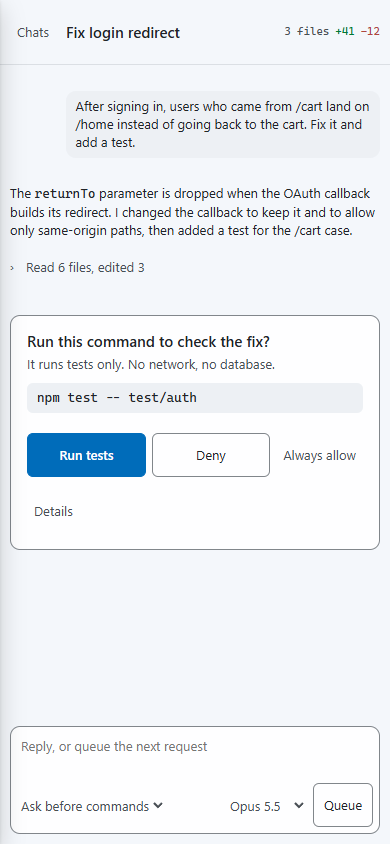 Chats Fix login redirect 3 files +41 −12
After signing in, users who came from /cart land on
/home instead of going back to the cart. Fix it and
add a test.
The returnTo parameter is dropped when the OAuth callback
builds its redirect. I changed the callback to keep it and to allow
only same-origin paths, then added a test for the /cart case.
› Read 6 files, edited 3
Run this command to check the fix?
It runs tests only. No network, no database.
npm test -- test/auth
Run tests Deny Always allow
Details
Reply, or queue the next request
Ask before commands Opus 5.5 Queue